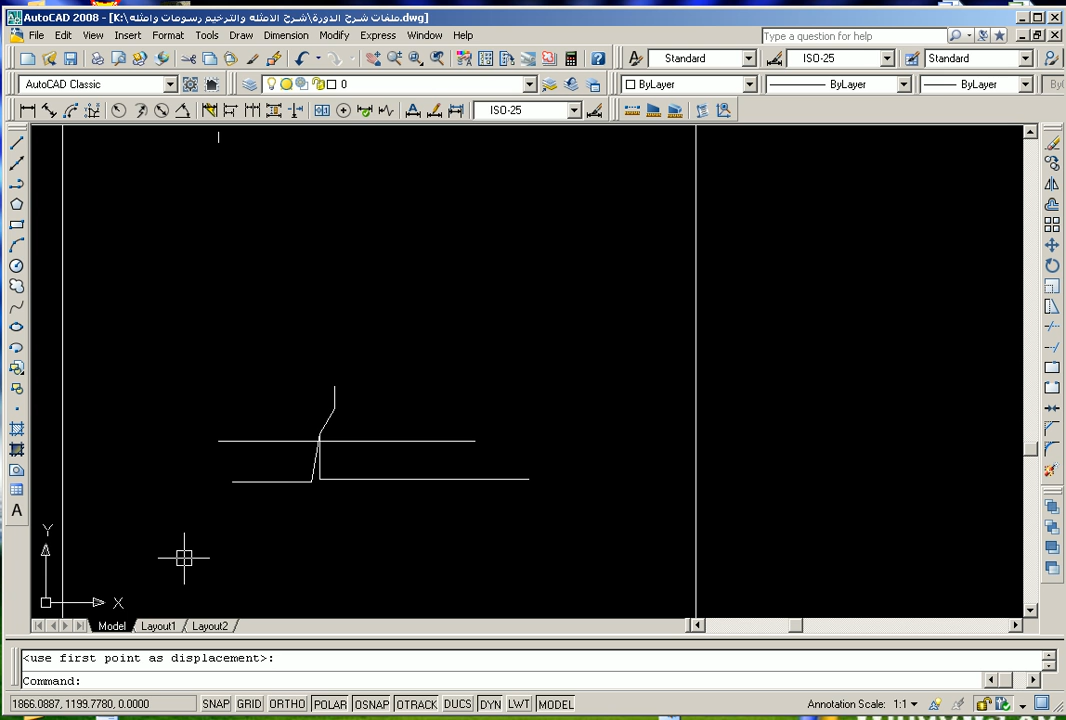 AutoCAD 2008 - [K:\ملفات شرح الدورة\شرح الامثله والترخيم رسومات وامثله.dwg]
File Edit View Insert Format Tools Draw Dimension Modify Express Window Help
Type a question for help
Standard ISO-25 Standard
AutoCAD Classic 0 ByLayer ByLayer ByLayer
ISO-25
A
Y
X
Model Layout1 Layout2
<use first point as displacement>:
Command:
1866.0887, 1199.7780, 0.0000 SNAP GRID ORTHO POLAR OSNAP OTRACK DUCS DYN LWT MODEL Annotation Scale: 1:1